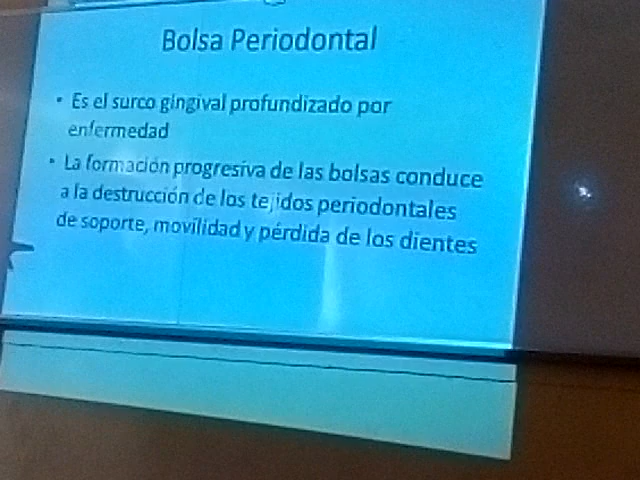 Bolsa Periodontal
• Es el surco gingival profundizado por
enfermedad
• La formación progresiva de las bolsas conduce
a la destrucción de los tejidos periodontales
de soporte, movilidad y pérdida de los dientes